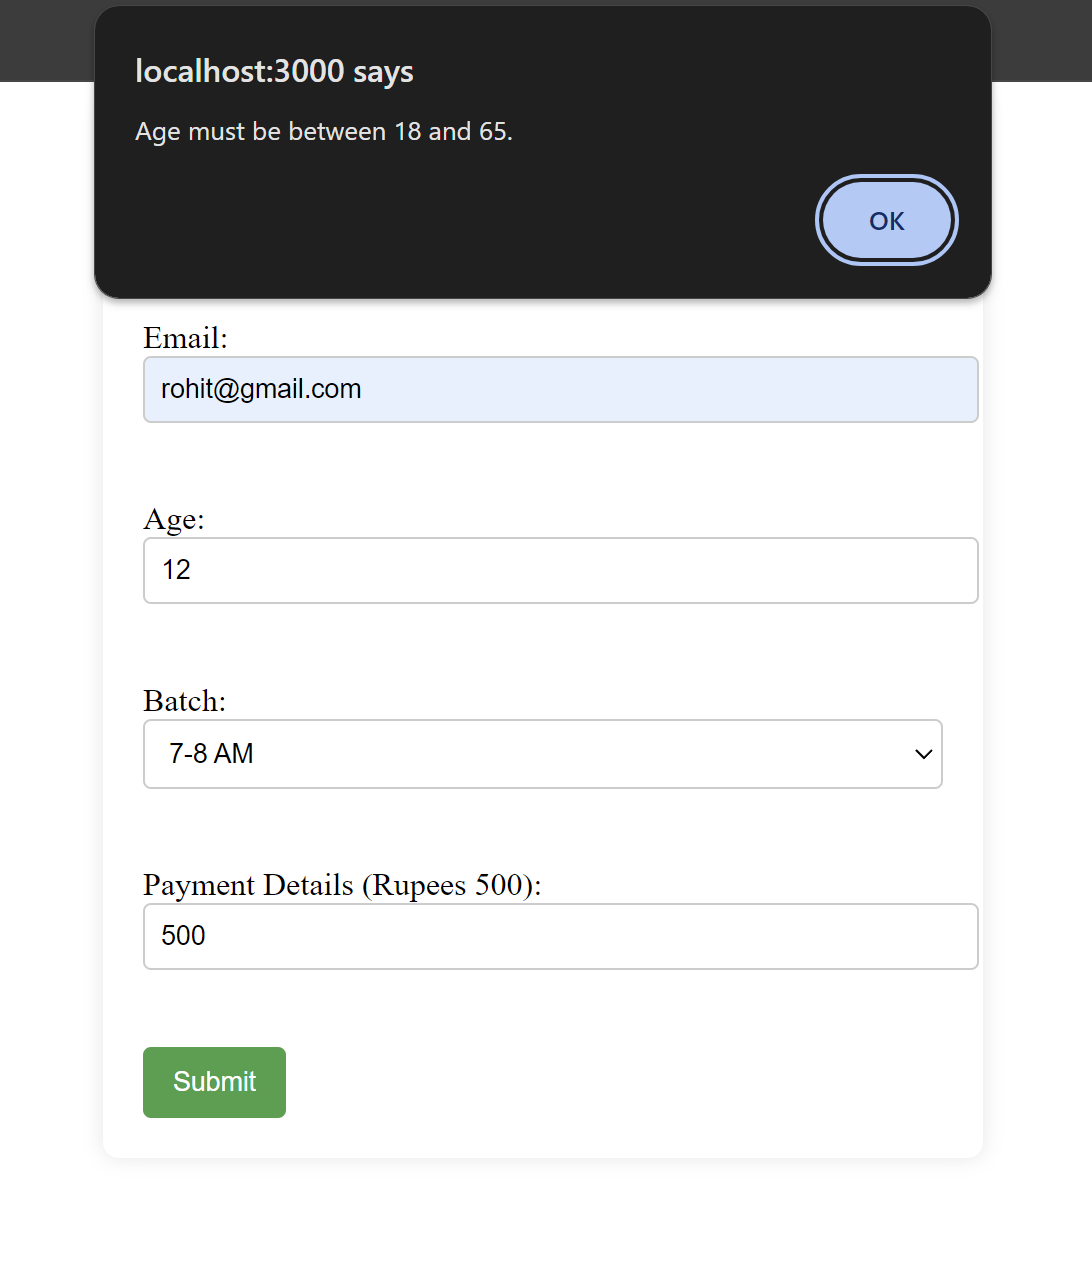 localhost:3000 says
Age must be between 18 and 65.
OK
Email:
rohit@gmail.com
Age:
12
Batch:
7-8 AM
Payment Details (Rupees 500):
500
Submit